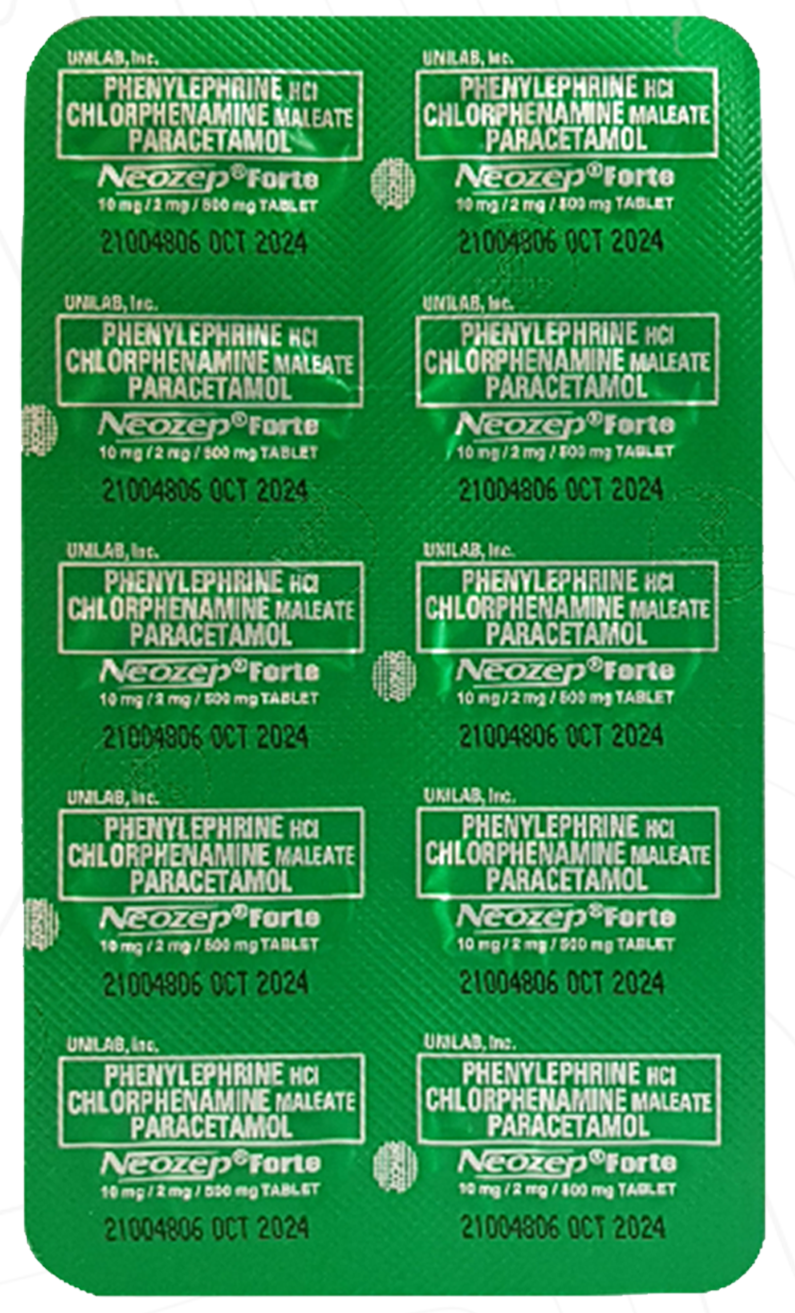 UNILAB, Inc.
PHENYLEPHRINE HCl
CHLORPHENAMINE MALEATE
PARACETAMOL
Neozep® Forte
10 mg / 2 mg / 500 mg TABLET
21004806 OCT 2024
UNILAB, Inc.
PHENYLEPHRINE HCl
CHLORPHENAMINE MALEATE
PARACETAMOL
Neozep® Forte
10 mg / 2 mg / 500 mg TABLET
21004806 OCT 2024
UNILAB, Inc.
PHENYLEPHRINE HCl
CHLORPHENAMINE MALEATE
PARACETAMOL
Neozep® Forte
10 mg / 2 mg / 500 mg TABLET
21004806 OCT 2024
UNILAB, Inc.
PHENYLEPHRINE HCl
CHLORPHENAMINE MALEATE
PARACETAMOL
Neozep® Forte
10 mg / 2 mg / 500 mg TABLET
21004806 OCT 2024
UNILAB, Inc.
PHENYLEPHRINE HCl
CHLORPHENAMINE MALEATE
PARACETAMOL
Neozep® Forte
10 mg / 2 mg / 500 mg TABLET
21004806 OCT 2024
UNILAB, Inc.
PHENYLEPHRINE HCl
CHLORPHENAMINE MALEATE
PARACETAMOL
Neozep® Forte
10 mg / 2 mg / 500 mg TABLET
21004806 OCT 2024
UNILAB, Inc.
PHENYLEPHRINE HCl
CHLORPHENAMINE MALEATE
PARACETAMOL
Neozep® Forte
10 mg / 2 mg / 500 mg TABLET
21004806 OCT 2024
UNILAB, Inc.
PHENYLEPHRINE HCl
CHLORPHENAMINE MALEATE
PARACETAMOL
Neozep® Forte
10 mg / 2 mg / 500 mg TABLET
21004806 OCT 2024
UNILAB, Inc.
PHENYLEPHRINE HCl
CHLORPHENAMINE MALEATE
PARACETAMOL
Neozep® Forte
10 mg / 2 mg / 500 mg TABLET
21004806 OCT 2024
UNILAB, Inc.
PHENYLEPHRINE HCl
CHLORPHENAMINE MALEATE
PARACETAMOL
Neozep® Forte
10 mg / 2 mg / 500 mg TABLET
21004806 OCT 2024